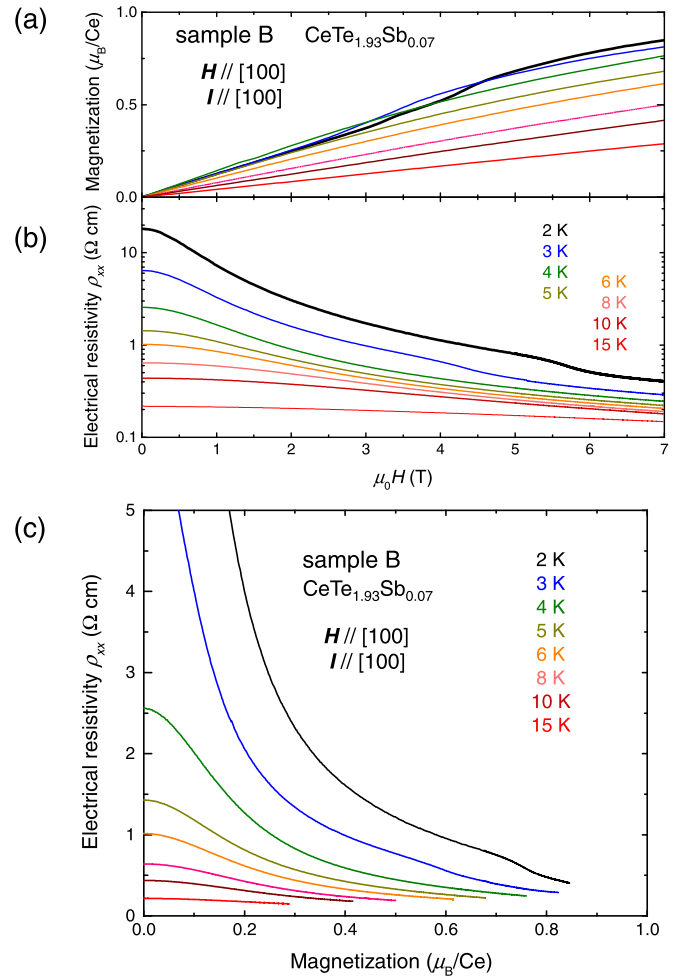 (a)
sample B CeTe1.93Sb0.07
H // [100]
I // [100]
Magnetization (μB/Ce)
1.0
0.5
0.0
(b)
Electrical resistivity ρxx (Ω cm)
10
1
0.1
2 K
3 K
4 K
5 K
6 K
8 K
10 K
15 K
0 1 2 3 4 5 6 7
μ0H (T)
(c)
Electrical resistivity ρxx (Ω cm)
5
4
3
2
1
0
sample B
CeTe1.93Sb0.07
H // [100]
I // [100]
2 K
3 K
4 K
5 K
6 K
8 K
10 K
15 K
0.0 0.2 0.4 0.6 0.8 1.0
Magnetization (μB/Ce)